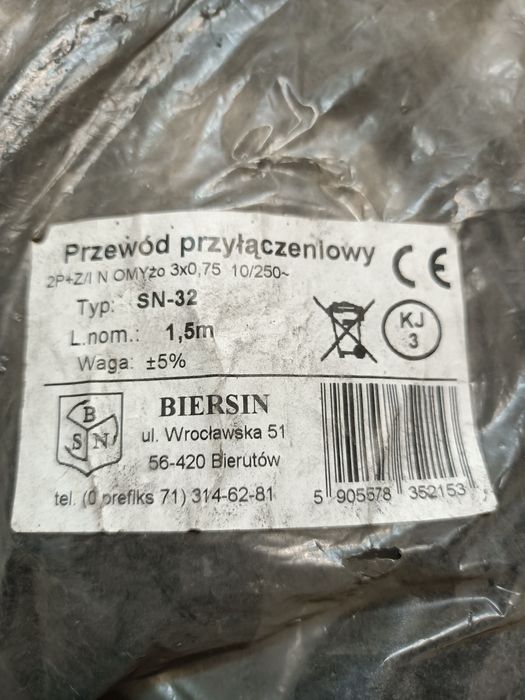 Przewód przyłączeniowy
2P+Z/I N OMYżo 3x0,75 10/250~
CE
Typ: SN-32
L.nom.: 1,5m
Waga: ±5%
KJ
3
B
S N
BIERSIN
ul. Wrocławska 51
56-420 Bierutów
tel. (0 prefiks 71) 314-62-81
5 905578 352153